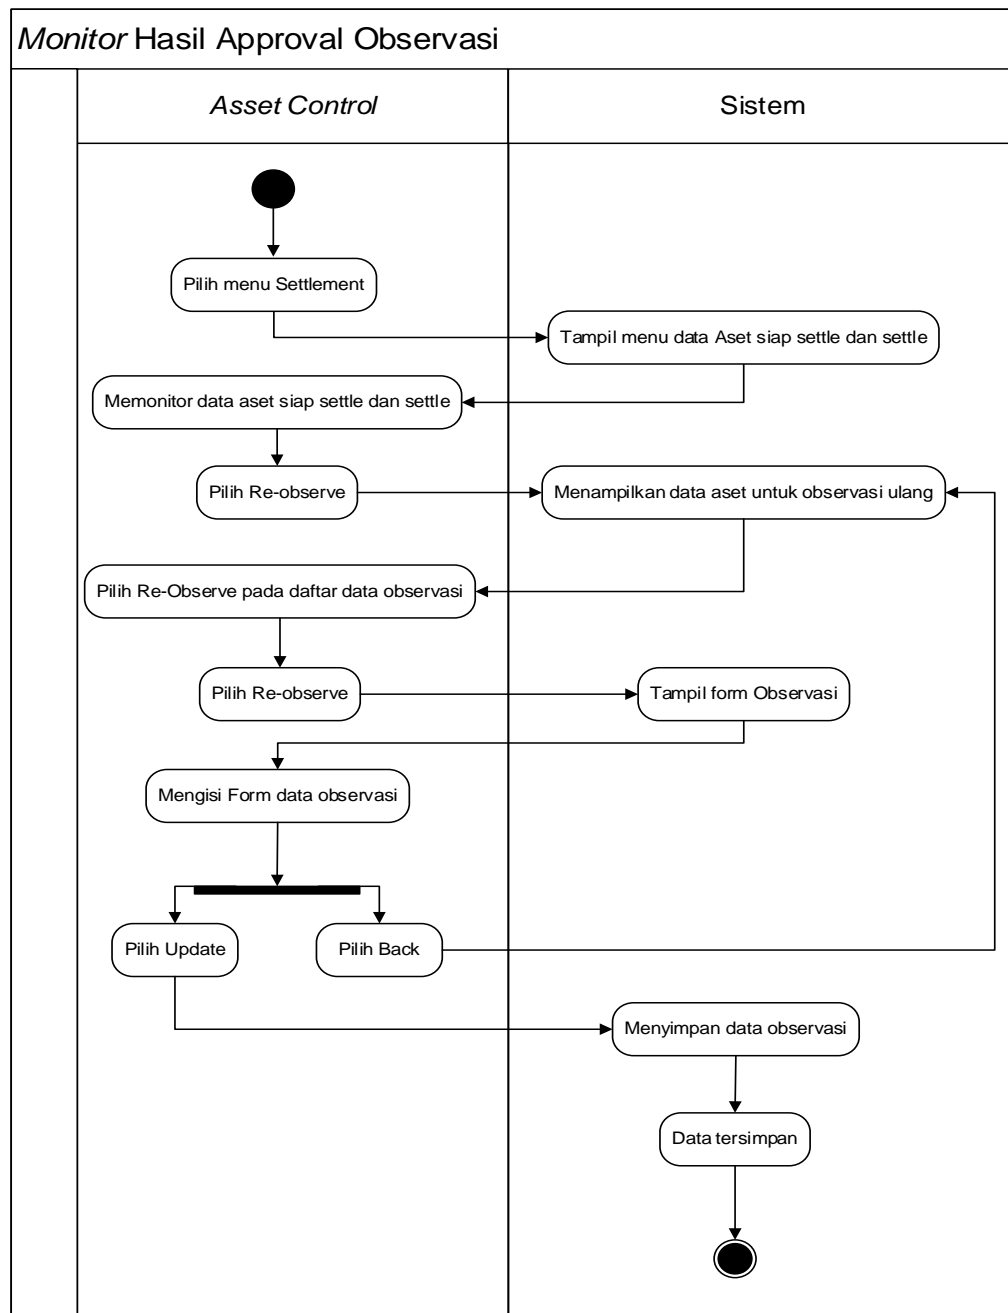 Monitor Hasil Approval Observasi
Asset Control
Sistem
Pilih menu Settlement
Tampil menu data Aset siap settle dan settle
Memonitor data aset siap settle dan settle
Pilih Re-observe
Menampilkan data aset untuk observasi ulang
Pilih Re-Observe pada daftar data observasi
Pilih Re-observe
Tampil form Observasi
Mengisi Form data observasi
Pilih Update
Pilih Back
Menyimpan data observasi
Data tersimpan